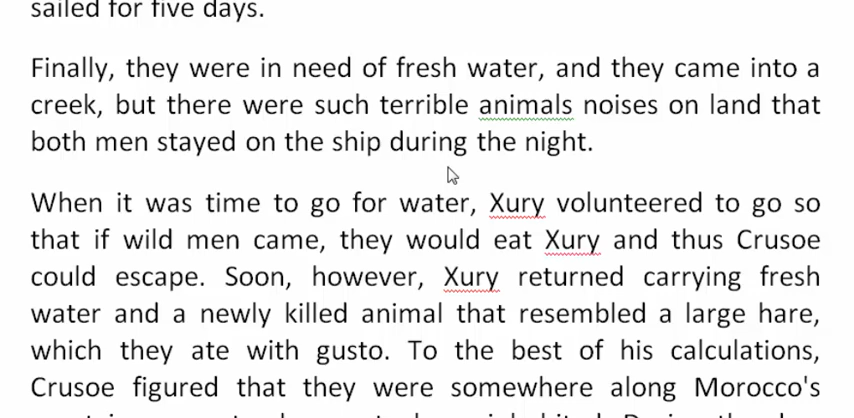 sailed for five days.
Finally, they were in need of fresh water, and they came into a
creek, but there were such terrible animals noises on land that
both men stayed on the ship during the night.
When it was time to go for water, Xury volunteered to go so
that if wild men came, they would eat Xury and thus Crusoe
could escape. Soon, however, Xury returned carrying fresh
water and a newly killed animal that resembled a large hare,
which they ate with gusto. To the best of his calculations,
Crusoe figured that they were somewhere along Morocco's